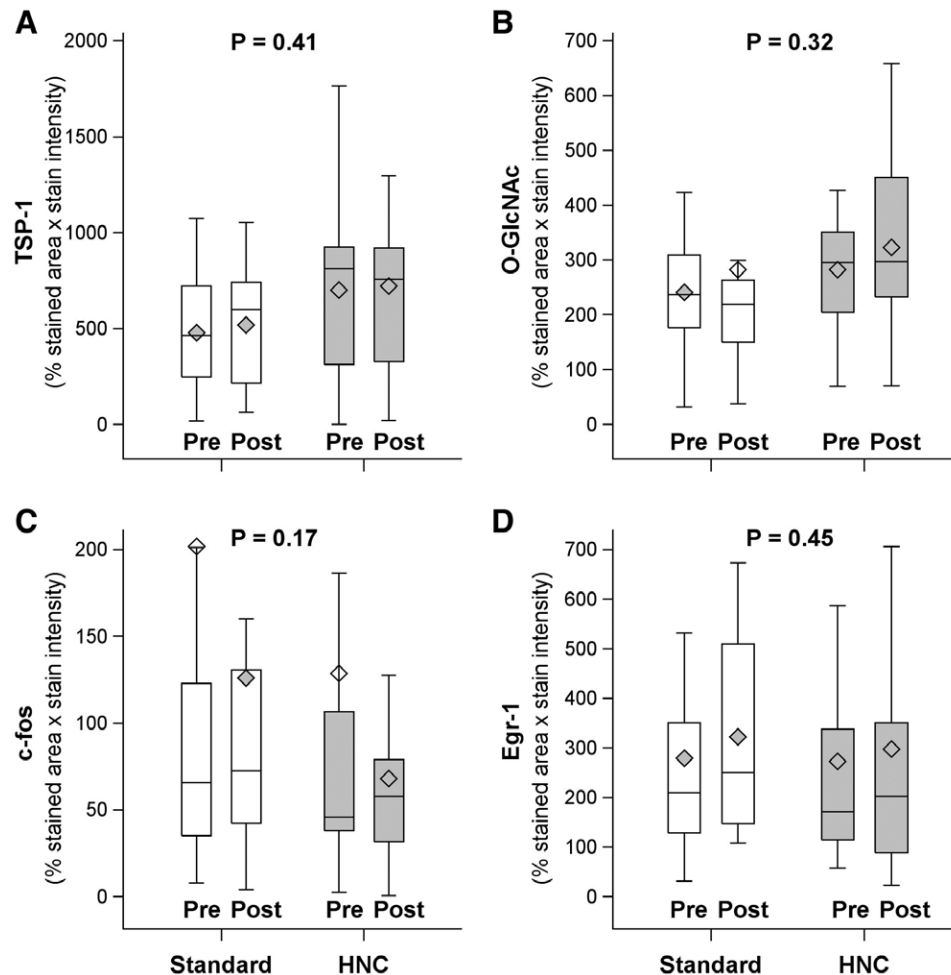 A
P = 0.41
TSP-1
(% stained area x stain intensity)
2000
1500
1000
500
0
Pre Post Pre Post
B
P = 0.32
O-GlcNAc
(% stained area x stain intensity)
700
600
500
400
300
200
100
0
Pre Post Pre Post
C
P = 0.17
c-fos
(% stained area x stain intensity)
200
150
100
50
0
Pre Post Pre Post
Standard HNC
D
P = 0.45
Egr-1
(% stained area x stain intensity)
700
600
500
400
300
200
100
0
Pre Post Pre Post
Standard HNC